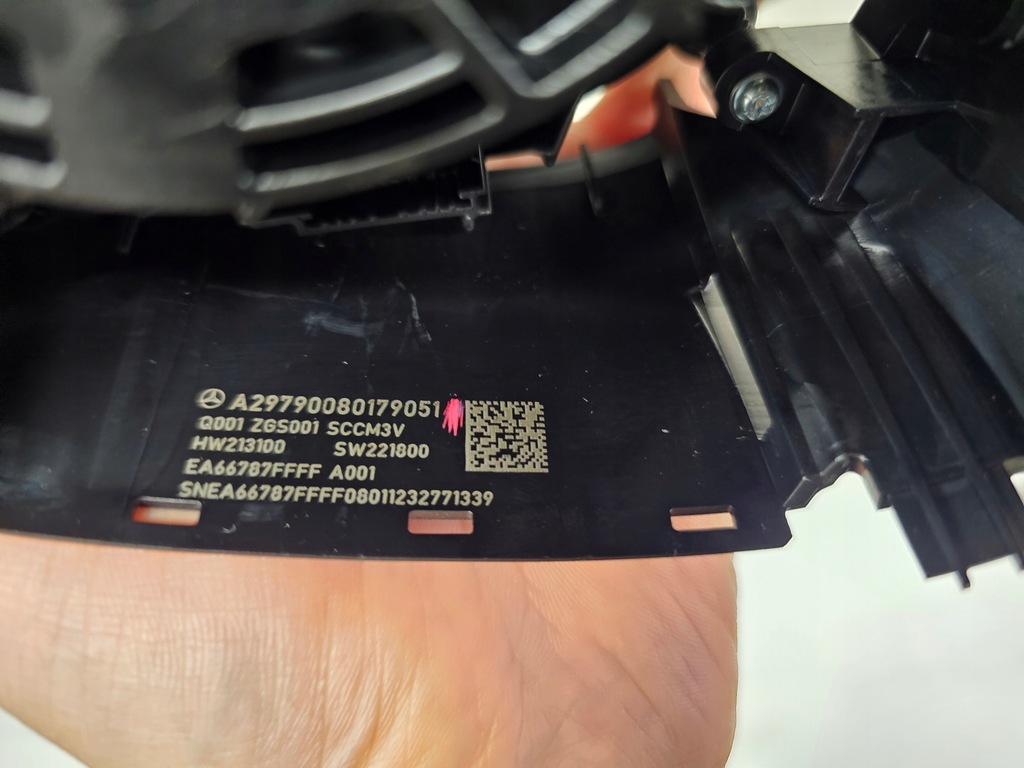 A29790080179051
Q001 ZGS001 SCCM3V
HW213100 SW221800
EA66787FFFF A001
SNEA66787FFFF08011232771339